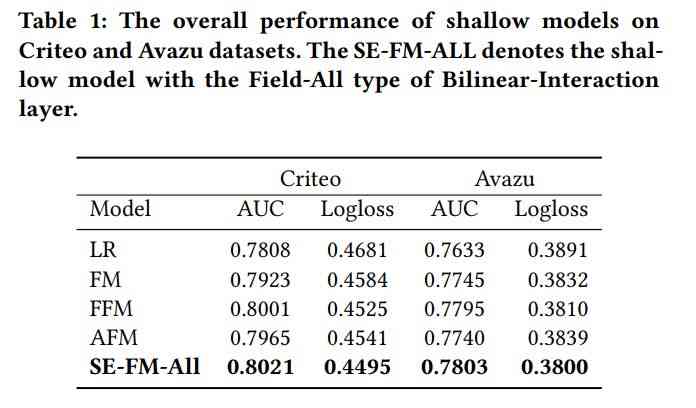 Table 1: The overall performance of shallow models on
Criteo and Avazu datasets. The SE-FM-ALL denotes the shal-
low model with the Field-All type of Bilinear-Interaction
layer.
Criteo Avazu
Model AUC Logloss AUC Logloss
LR 0.7808 0.4681 0.7633 0.3891
FM 0.7923 0.4584 0.7745 0.3832
FFM 0.8001 0.4525 0.7795 0.3810
AFM 0.7965 0.4541 0.7740 0.3839
SE-FM-All 0.8021 0.4495 0.7803 0.3800